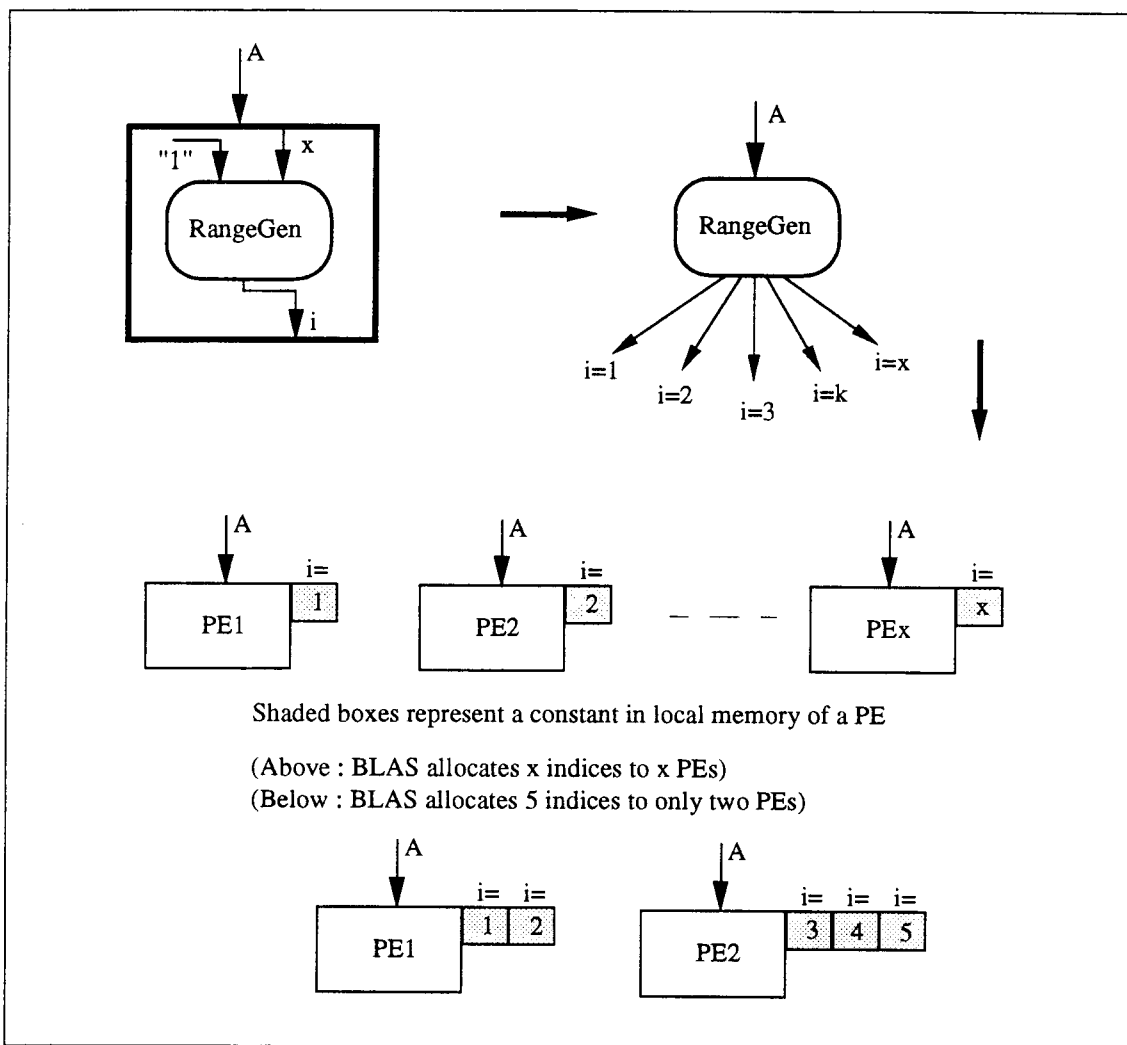 A
"1"
x
RangeGen
i
A
RangeGen
i=1
i=2
i=3
i=k
i=x
A
i=
PE1
1
A
i=
PE2
2
A
i=
PEx
x
Shaded boxes represent a constant in local memory of a PE
(Above : BLAS allocates x indices to x PEs)
(Below : BLAS allocates 5 indices to only two PEs)
A
i= i=
PE1
1 2
A
i= i= i=
PE2
3 4 5